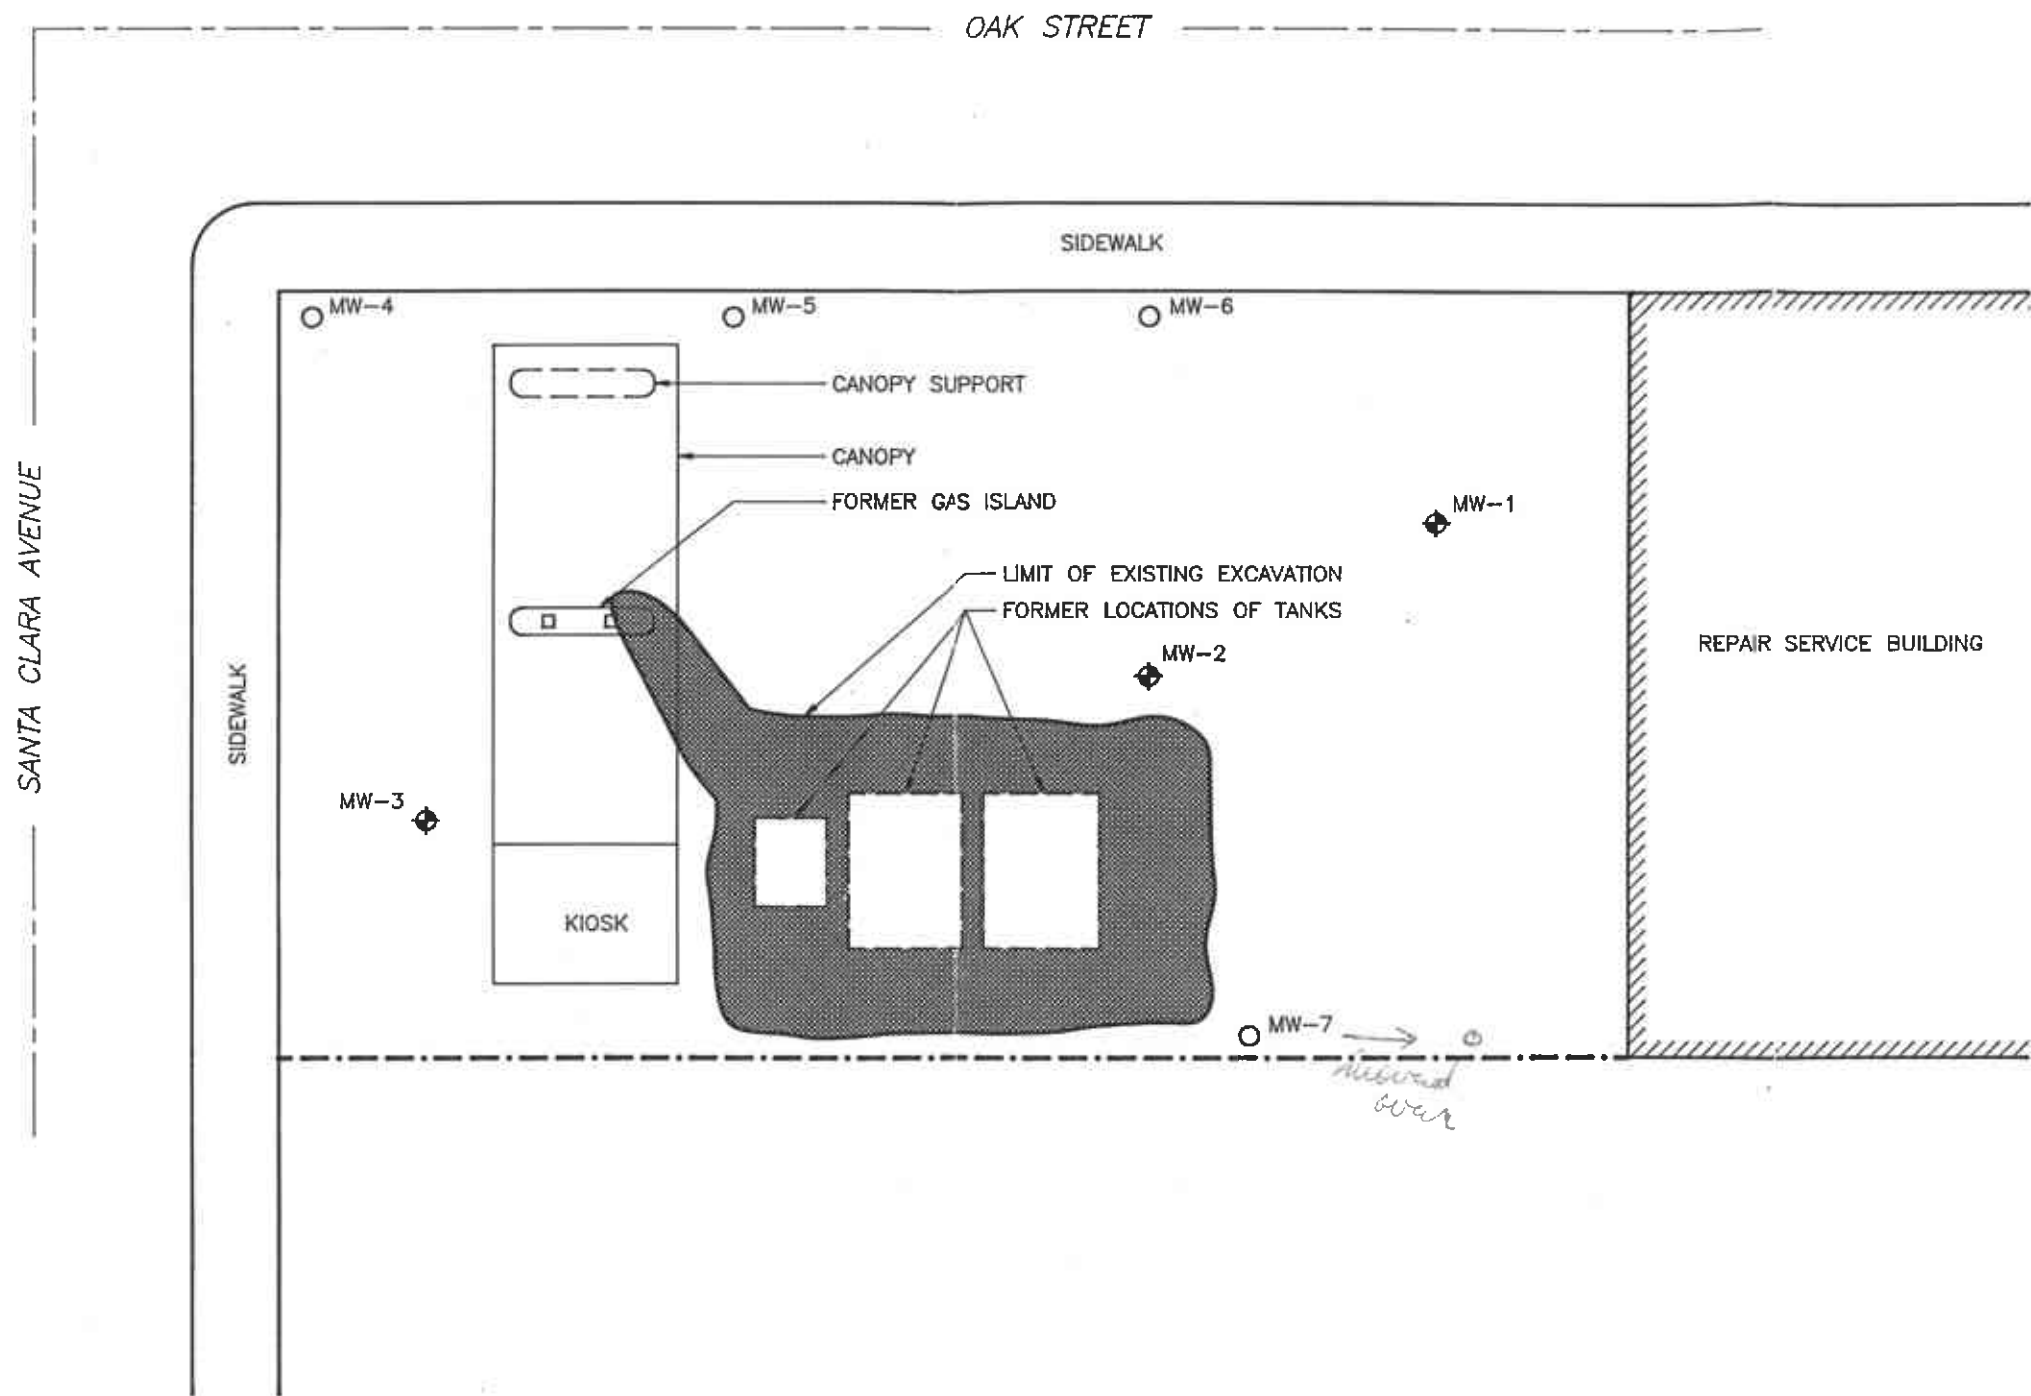 OAK STREET
SIDEWALK
MW-4
MW-5
MW-6
CANOPY SUPPORT
CANOPY
FORMER GAS ISLAND
MW-1
LIMIT OF EXISTING EXCAVATION
FORMER LOCATIONS OF TANKS
MW-2
REPAIR SERVICE BUILDING
SANTA CLARA AVENUE
SIDEWALK
MW-3
KIOSK
MW-7
over